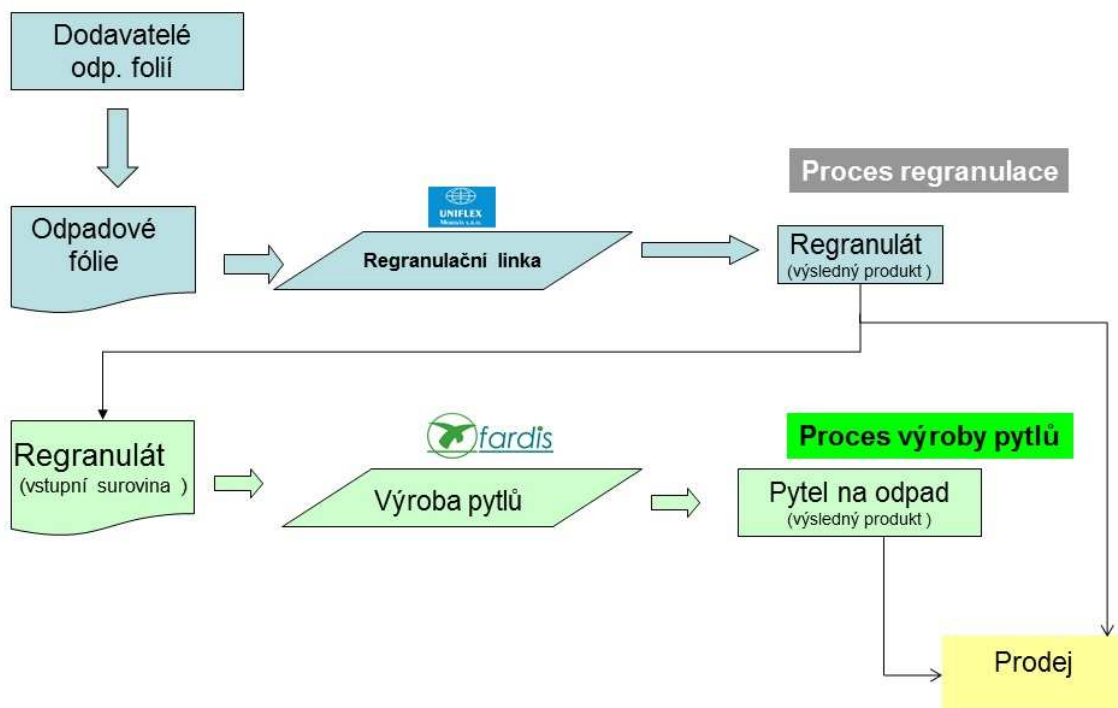 Dodavatelé
odp. folií
Proces regranulace
UNIFLEX
Odpadové
fólie
Regranulační linka
Regranulát
(výsledný produkt )
fardis
Proces výroby pytlů
Regranulát
(vstupní surovina )
Výroba pytlů
Pytel na odpad
(výsledný produkt )
Prodej